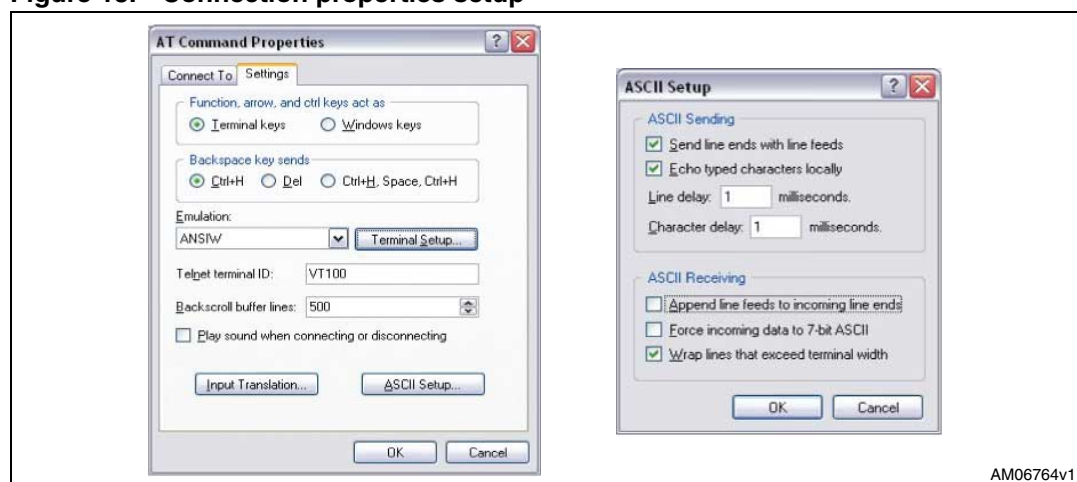 AT Command Properties
Connect To Settings
Function, arrow, and ctrl keys act as
Terminal keys Windows keys
Backspace key sends
Ctrl+H Del Ctrl+H, Space, Ctrl+H
Emulation:
ANSIW Terminal Setup...
Telnet terminal ID: VT100
Backscroll buffer lines: 500
Play sound when connecting or disconnecting
Input Translation... ASCII Setup...
OK Cancel
ASCII Setup
ASCII Sending
Send line ends with line feeds
Echo typed characters locally
Line delay: 1 milliseconds.
Character delay: 1 milliseconds.
ASCII Receiving
Append line feeds to incoming line ends
Force incoming data to 7-bit ASCII
Wrap lines that exceed terminal width
OK Cancel
AM06764v1